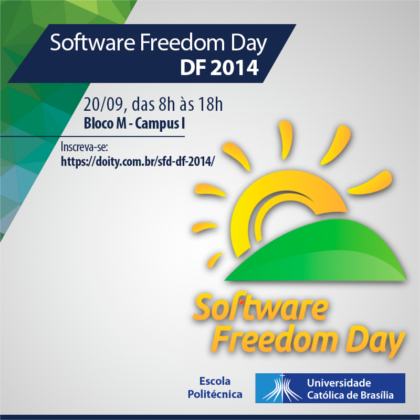 Software Freedom Day
DF 2014
20/09, das 8h às 18h
Bloco M - Campus I
Inscreva-se:
https://doity.com.br/sfd-df-2014/
Software
Freedom Day
Escola
Politécnica
Universidade
Católica de Brasília